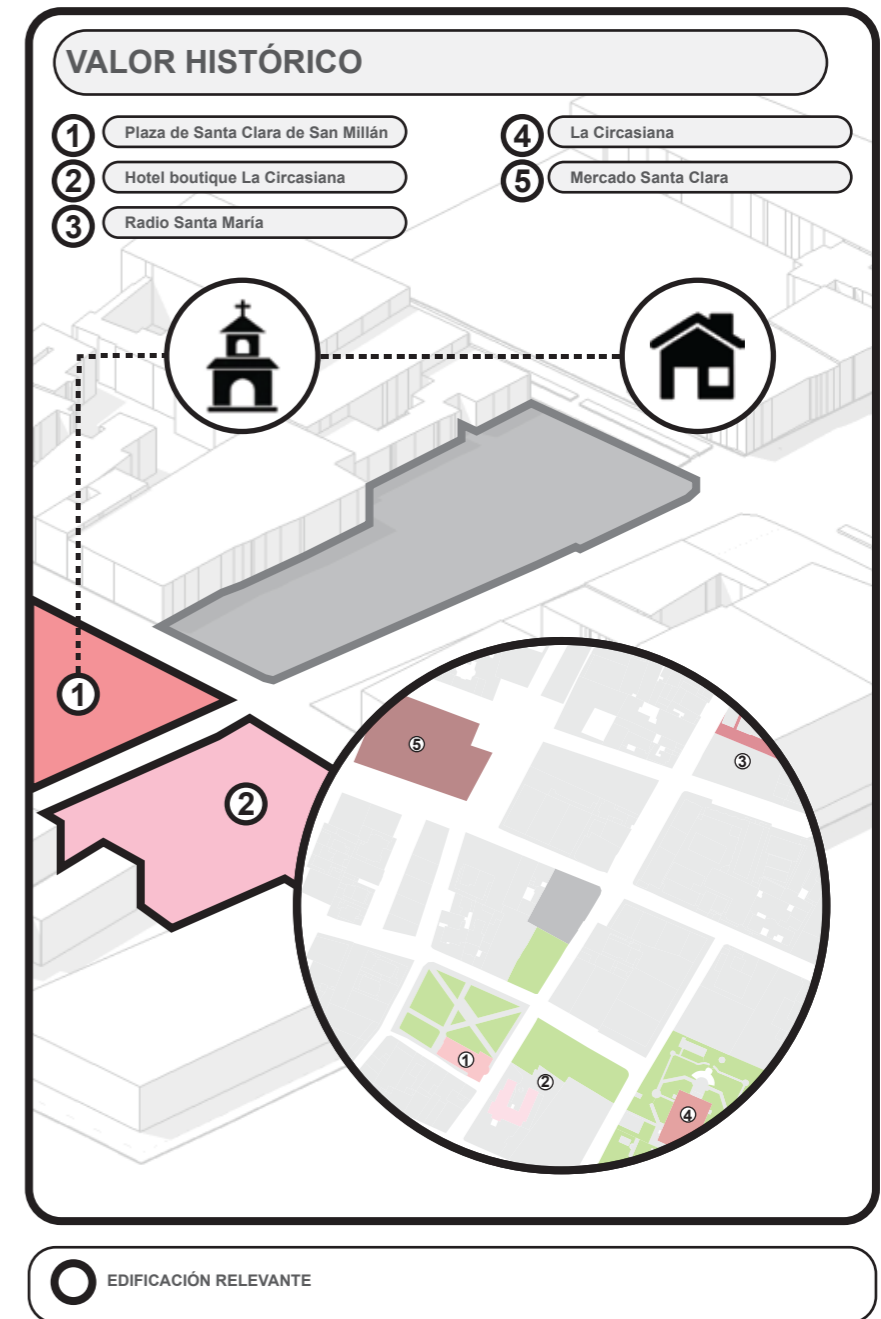 VALOR HISTÓRICO
1 Plaza de Santa Clara de San Millán
2 Hotel boutique La Circasiana
3 Radio Santa María
4 La Circasiana
5 Mercado Santa Clara
1
2
5
3
1
2
4
EDIFICACIÓN RELEVANTE